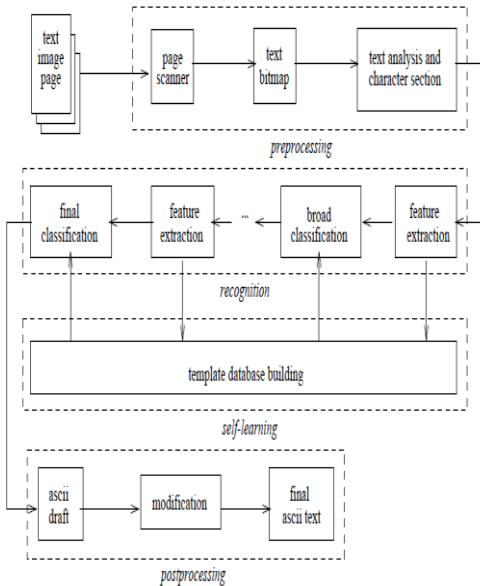 text
image
page
page
scanner
text
bitmap
text analysis and
character section
preprocessing
final
classification
feature
extraction
...
broad
classification
feature
extraction
recognition
template database building
self-learning
ascii
draft
modification
final
ascii text
postprocessing